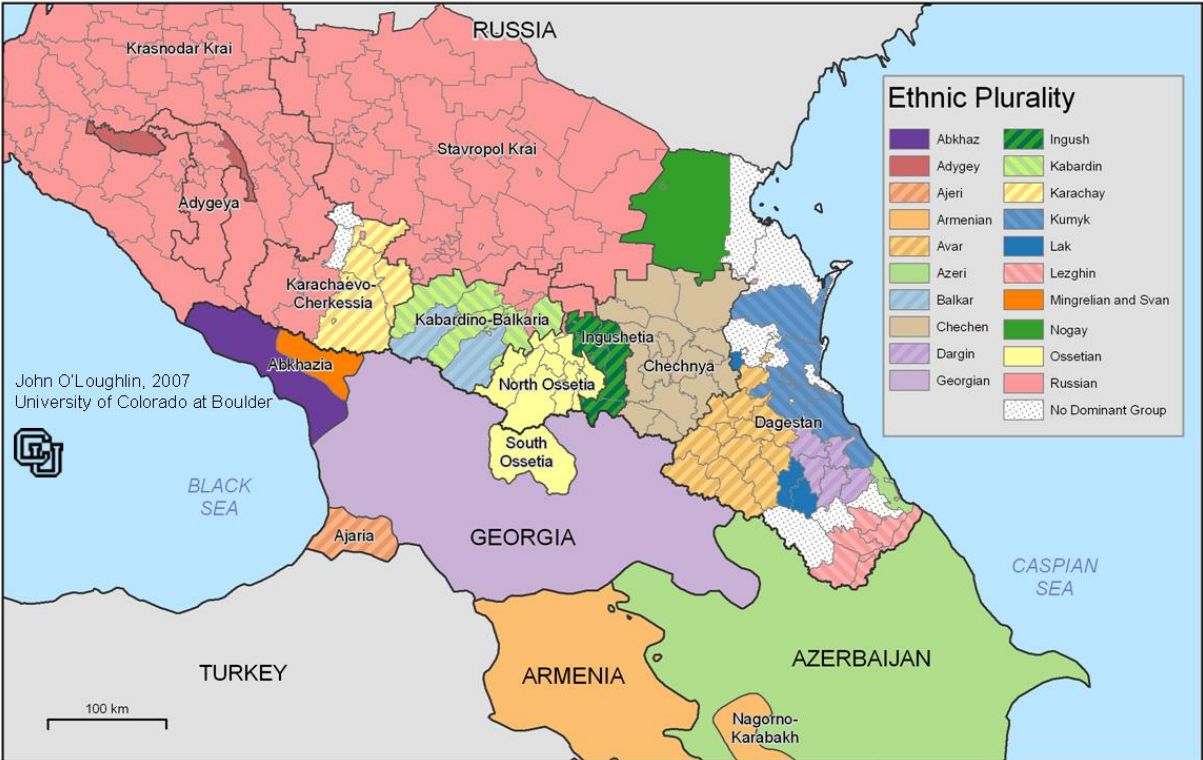 RUSSIA
Krasnodar Krai
Stavropol Krai
Adygeya
Karachaevo-
Cherkessia
Kabardino-Balkaria
Ingushetia
Abkhazia
North Ossetia
Chechnya
South
Ossetia
Dagestan
John O'Loughlin, 2007
University of Colorado at Boulder
CU
BLACK
SEA
Ajaria
GEORGIA
CASPIAN
SEA
TURKEY
ARMENIA
AZERBAIJAN
Nagorno-
Karabakh
100 km
Ethnic Plurality
Abkhaz
Adygey
Ajeri
Armenian
Avar
Azeri
Balkar
Chechen
Dargin
Georgian
Ingush
Kabardin
Karachay
Kumyk
Lak
Lezghin
Mingrelian and Svan
Nogay
Ossetian
Russian
No Dominant Group